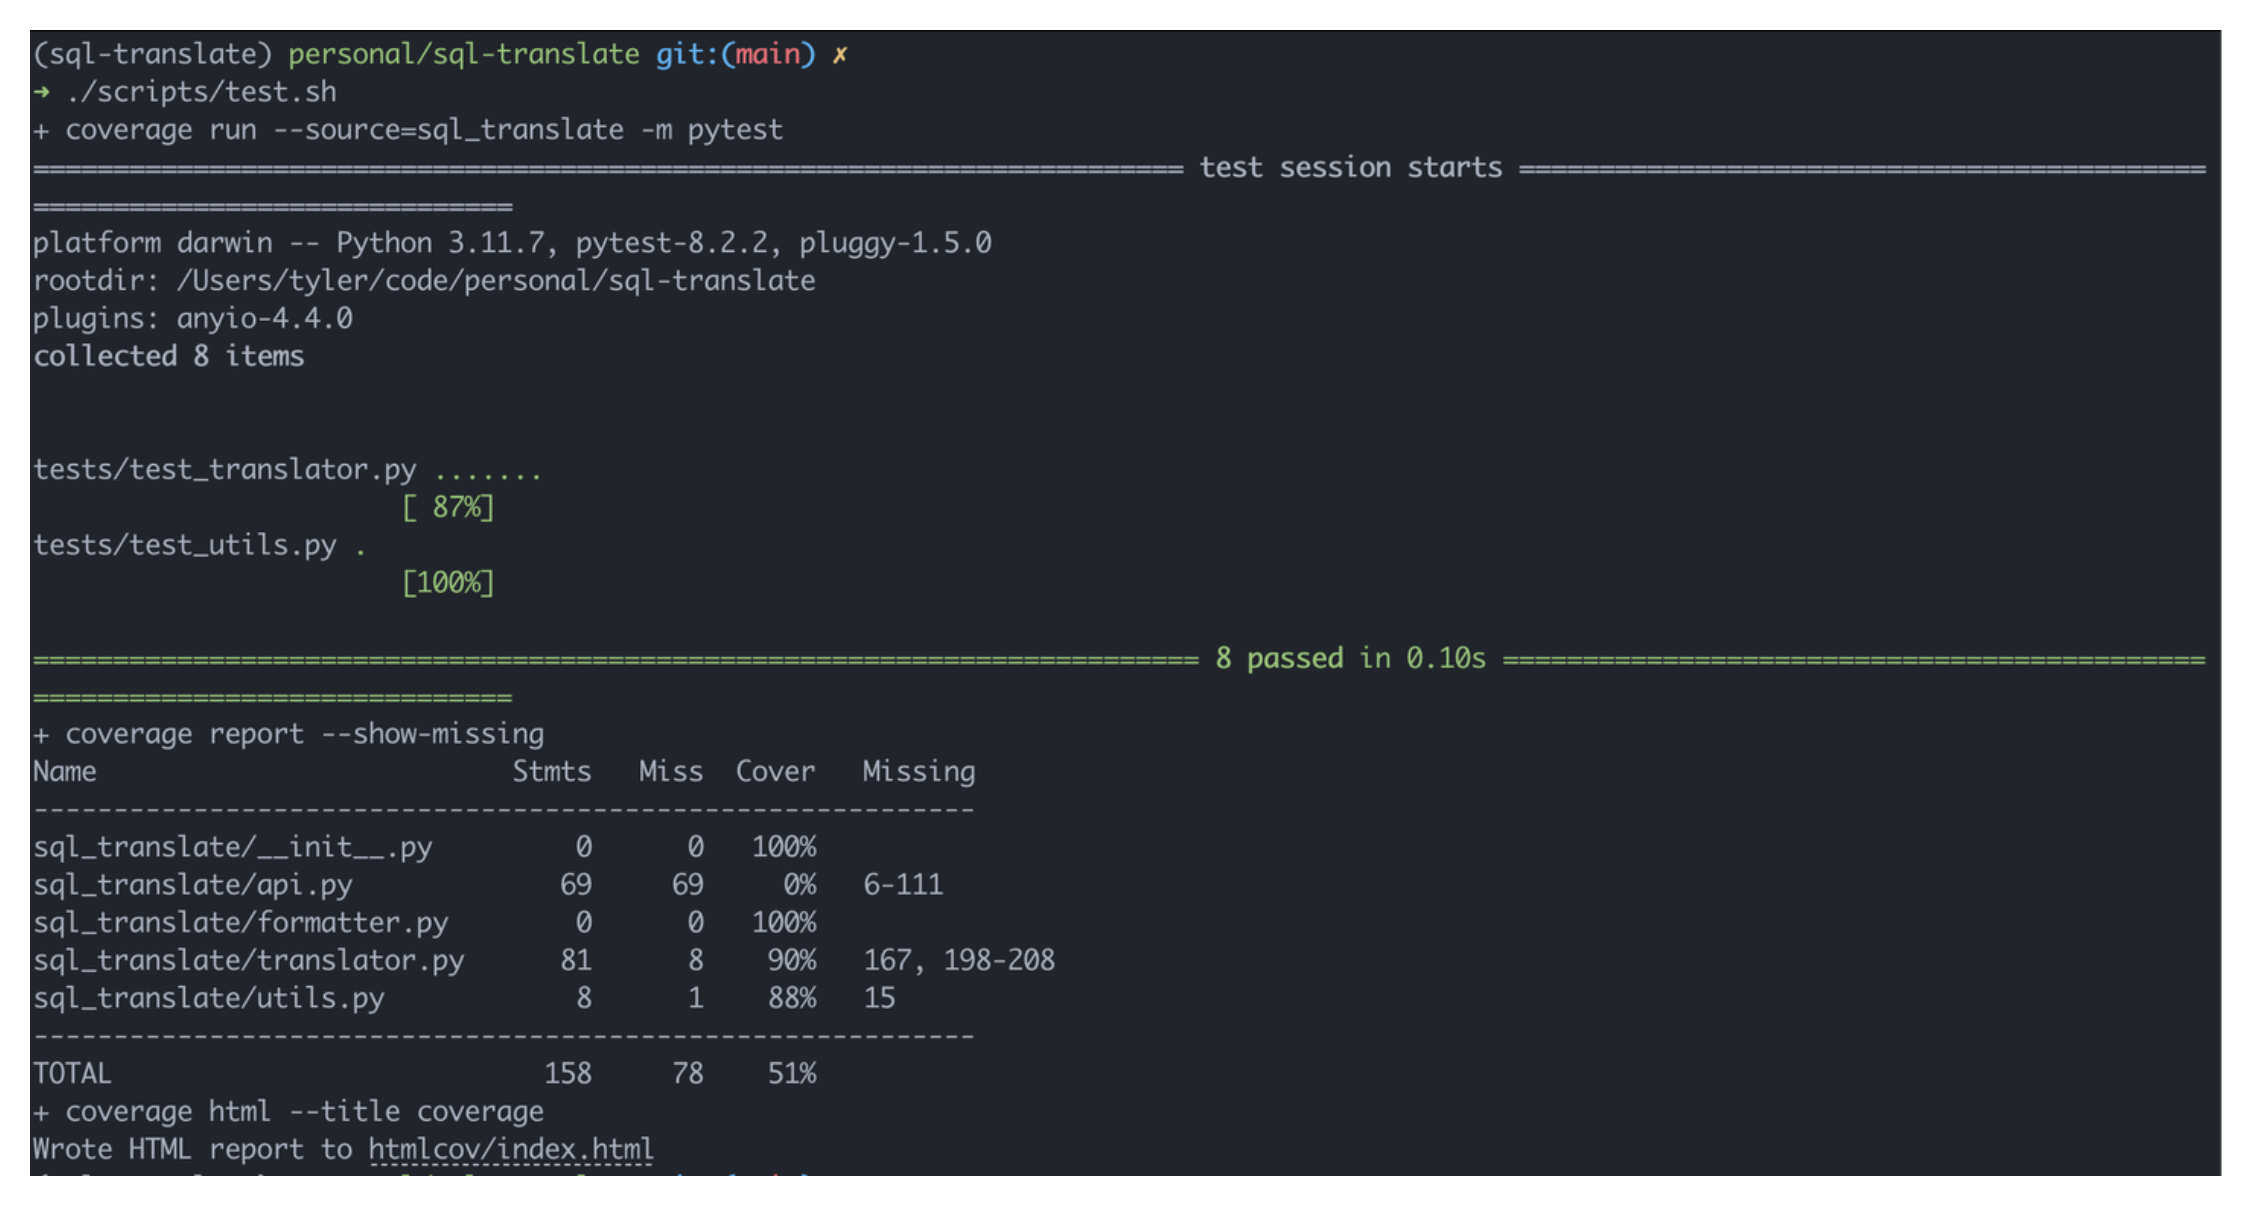 (sql-translate) personal/sql-translate git:(main) ✗
➜ ./scripts/test.sh
+ coverage run --source=sql_translate -m pytest
======================================================================== test session starts ===========================================
==============================
platform darwin -- Python 3.11.7, pytest-8.2.2, pluggy-1.5.0
rootdir: /Users/tyler/code/personal/sql-translate
plugins: anyio-4.4.0
collected 8 items
tests/test_translator.py .......
[ 87%]
tests/test_utils.py .
[100%]
========================================================================= 8 passed in 0.10s ============================================
==============================
+ coverage report --show-missing
Name                          Stmts   Miss  Cover   Missing
-----------------------------------------------------------
sql_translate/__init__.py         0      0   100%
sql_translate/api.py             69     69     0%   6-111
sql_translate/formatter.py        0      0   100%
sql_translate/translator.py      81      8    90%   167, 198-208
sql_translate/utils.py            8      1    88%   15
-----------------------------------------------------------
TOTAL                           158     78    51%
+ coverage html --title coverage
Wrote HTML report to htmlcov/index.html